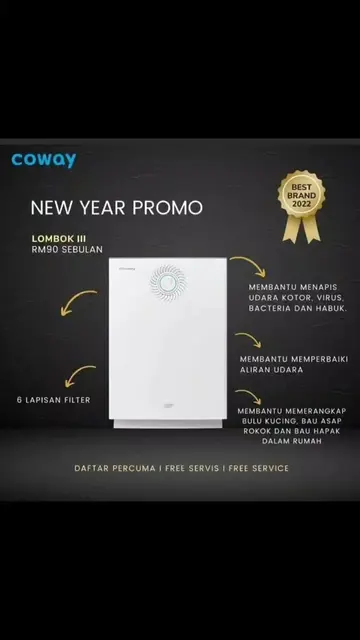 coway
BEST
BRAND
2022
NEW YEAR PROMO
LOMBOK III
RM90 SEBULAN
MEMBANTU MENAPIS
UDARA KOTOR, VIRUS,
BACTERIA DAN HABUK.
MEMBANTU MEMPERBAIKI
ALIRAN UDARA
6 LAPISAN FILTER
MEMBANTU MEMERANGKAP
BULU KUCING, BAU ASAP
ROKOK DAN BAU HAPAK
DALAM RUMAH
DAFTAR PERCUMA I FREE SERVIS I FREE SERVICE